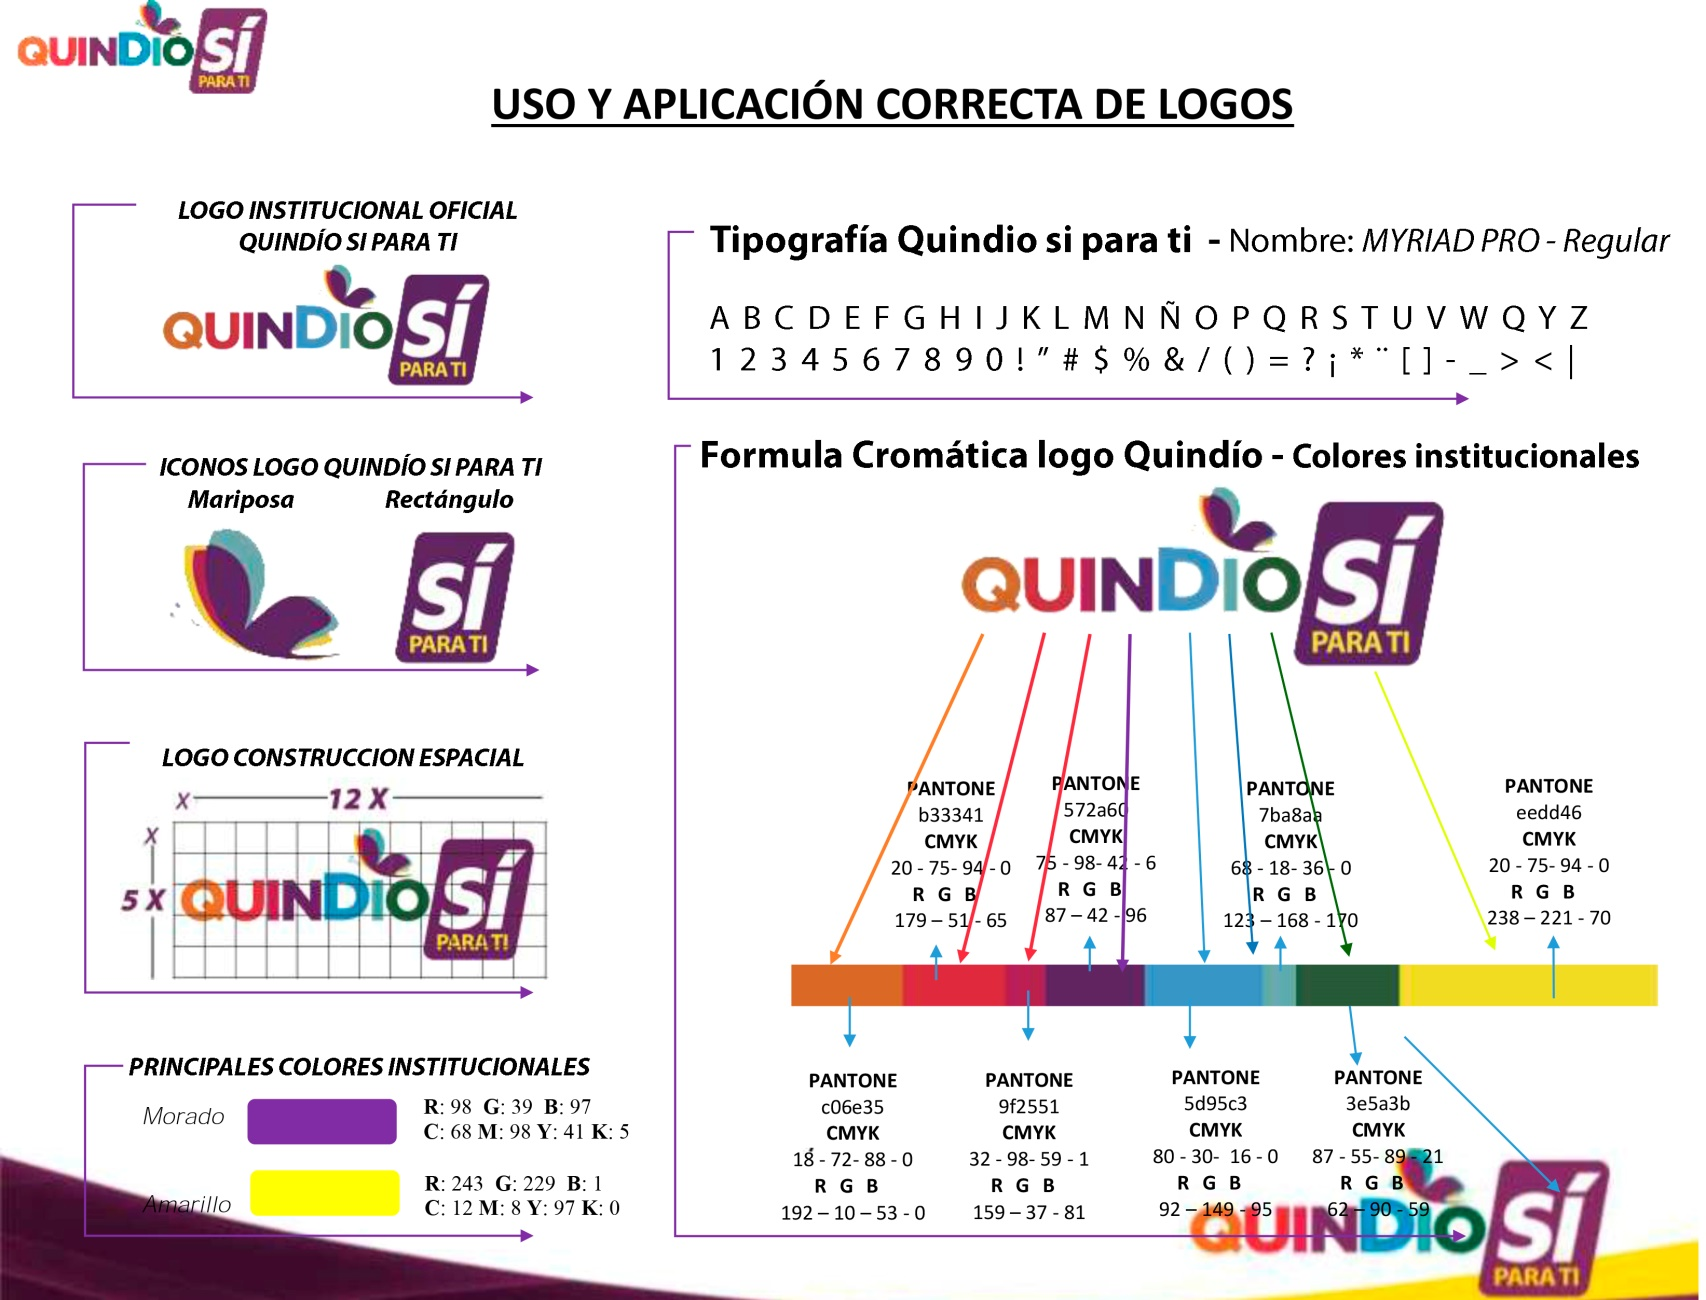 QUINDIO SÍ
PARA TI
USO Y APLICACIÓN CORRECTA DE LOGOS
LOGO INSTITUCIONAL OFICIAL
QUINDÍO SI PARA TI
QUINDIO SÍ
PARA TI
ICONOS LOGO QUINDÍO SI PARA TI
Mariposa Rectángulo
SÍ
PARA TI
LOGO CONSTRUCCION ESPACIAL
X 12 X
X
5 X
QUINDIO SÍ
PARA TI
PRINCIPALES COLORES INSTITUCIONALES
Morado
R: 98 G: 39 B: 97
C: 68 M: 98 Y: 41 K: 5
Amarillo
R: 243 G: 229 B: 1
C: 12 M: 8 Y: 97 K: 0
Tipografía Quindio si para ti - Nombre: MYRIAD PRO - Regular
A B C D E F G H I J K L M N Ñ O P Q R S T U V W Q Y Z
1 2 3 4 5 6 7 8 9 0 ! " # $ % & / ( ) = ? ¡ * ¨ [ ] - _ > < |
Formula Cromática logo Quindío - Colores institucionales
QUINDIO SÍ
PARA TI
PANTONE
b33341
CMYK
20 - 75- 94 - 0
R G B
179 – 51 - 65
PANTONE
572a60
CMYK
75 - 98- 42 - 6
R G B
87 – 42 - 96
PANTONE
7ba8aa
CMYK
68 - 18- 36 - 0
R G B
123 – 168 - 170
PANTONE
eedd46
CMYK
20 - 75- 94 - 0
R G B
238 – 221 - 70
PANTONE
c06e35
CMYK
18 - 72- 88 - 0
R G B
192 – 10 – 53 - 0
PANTONE
9f2551
CMYK
32 - 98- 59 - 1
R G B
159 – 37 - 81
PANTONE
5d95c3
CMYK
80 - 30- 16 - 0
R G B
92 – 149 - 95
PANTONE
3e5a3b
CMYK
87 - 55- 89 - 21
R G B
62 – 90 - 59
QUINDIO SÍ
PARA TI